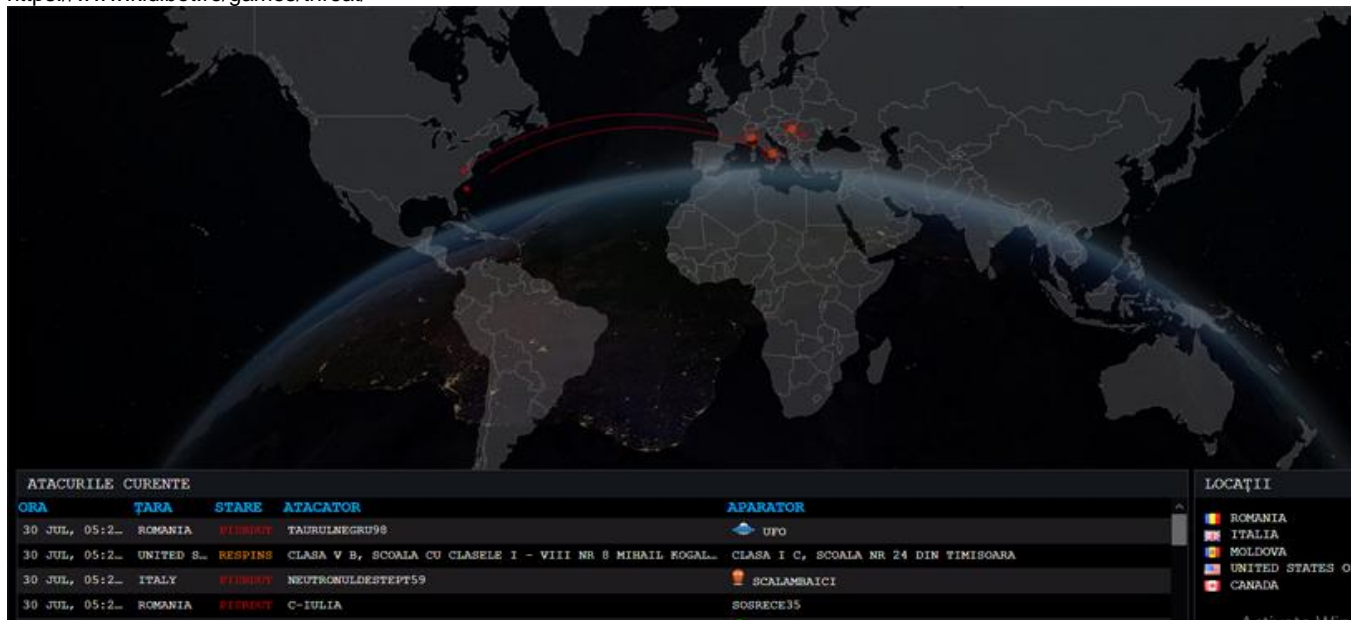 ATACURILE CURENTE
ORA ȚARA STARE ATACATOR APARATOR
30 JUL, 05:2… ROMANIA PIERDUT TAURULNEGRU98 UFO
30 JUL, 05:2… UNITED S… RESPINS CLASA V B, SCOALA CU CLASELE I - VIII NR 8 MIHAIL KOGAL… CLASA I C, SCOALA NR 24 DIN TIMISOARA
30 JUL, 05:2… ITALY PIERDUT NEUTRONULDESTEPT59 SCALAMBAICI
30 JUL, 05:2… ROMANIA PIERDUT C-IULIA SOSRECE35
LOCAȚII
ROMANIA
ITALIA
MOLDOVA
UNITED STATES O
CANADA